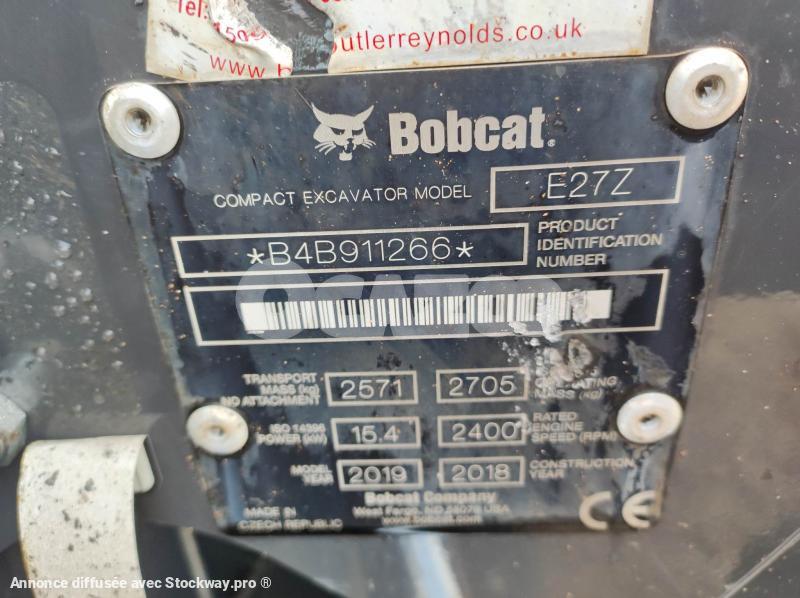 Tel:
utlerreynolds.co.uk
www.
Bobcat®
COMPACT EXCAVATOR MODEL E27Z
*B4B911266* PRODUCT IDENTIFICATION NUMBER
OCAZOO
TRANSPORT MASS (kg) NO ATTACHMENT 2571 2705 OPERATING MASS (kg)
ISO 14396 POWER (kW) 15.4 2400 RATED ENGINE SPEED (RPM)
MODEL YEAR 2019 2018 CONSTRUCTION YEAR
Bobcat Company
West Fargo, ND 58078 USA
www.bobcat.com
MADE IN
CZECH REPUBLIC
CE
Annonce diffusée avec Stockway.pro ®